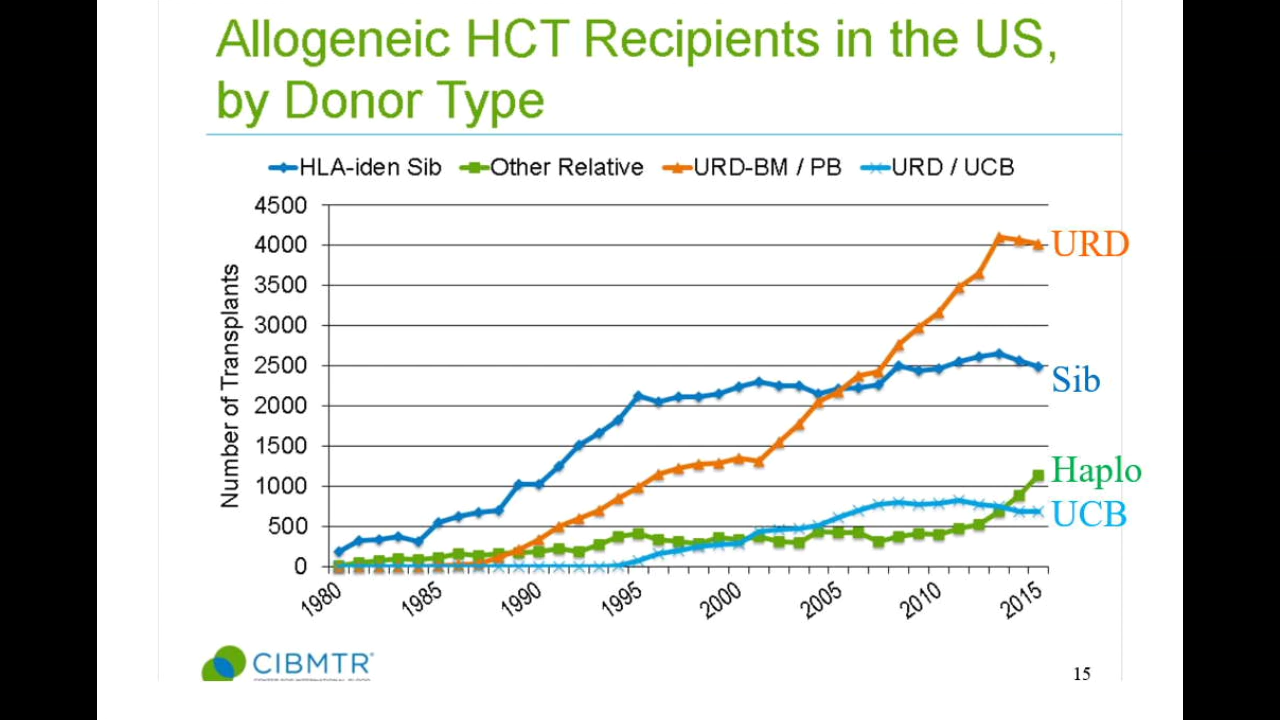 Allogeneic HCT Recipients in the US,
by Donor Type
HLA-iden Sib Other Relative URD-BM / PB URD / UCB
Number of Transplants
4500
4000
3500
3000
2500
2000
1500
1000
500
0
1980 1985 1990 1995 2000 2005 2010 2015
URD
Sib
Haplo
UCB
CIBMTR®
15